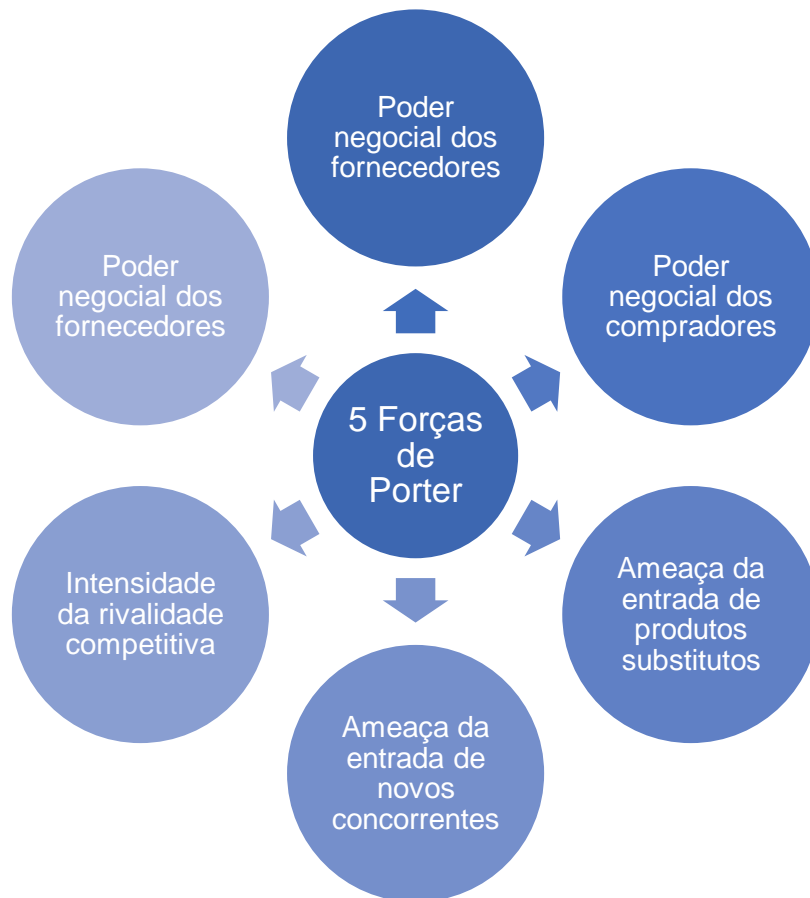 Poder
negocial dos
fornecedores
Poder
negocial dos
compradores
Ameaça da
entrada de
produtos
substitutos
Ameaça da
entrada de
novos
concorrentes
Intensidade
da rivalidade
competitiva
Poder
negocial dos
fornecedores
5 Forças
de
Porter